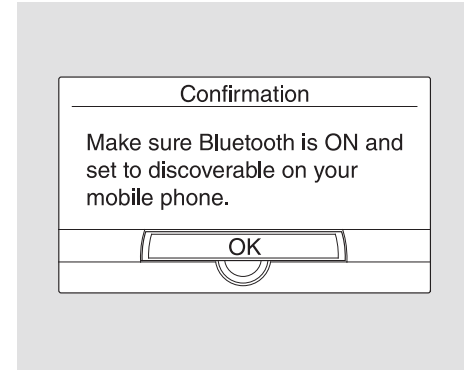 Confirmation
Make sure Bluetooth is ON and
set to discoverable on your
mobile phone.
OK